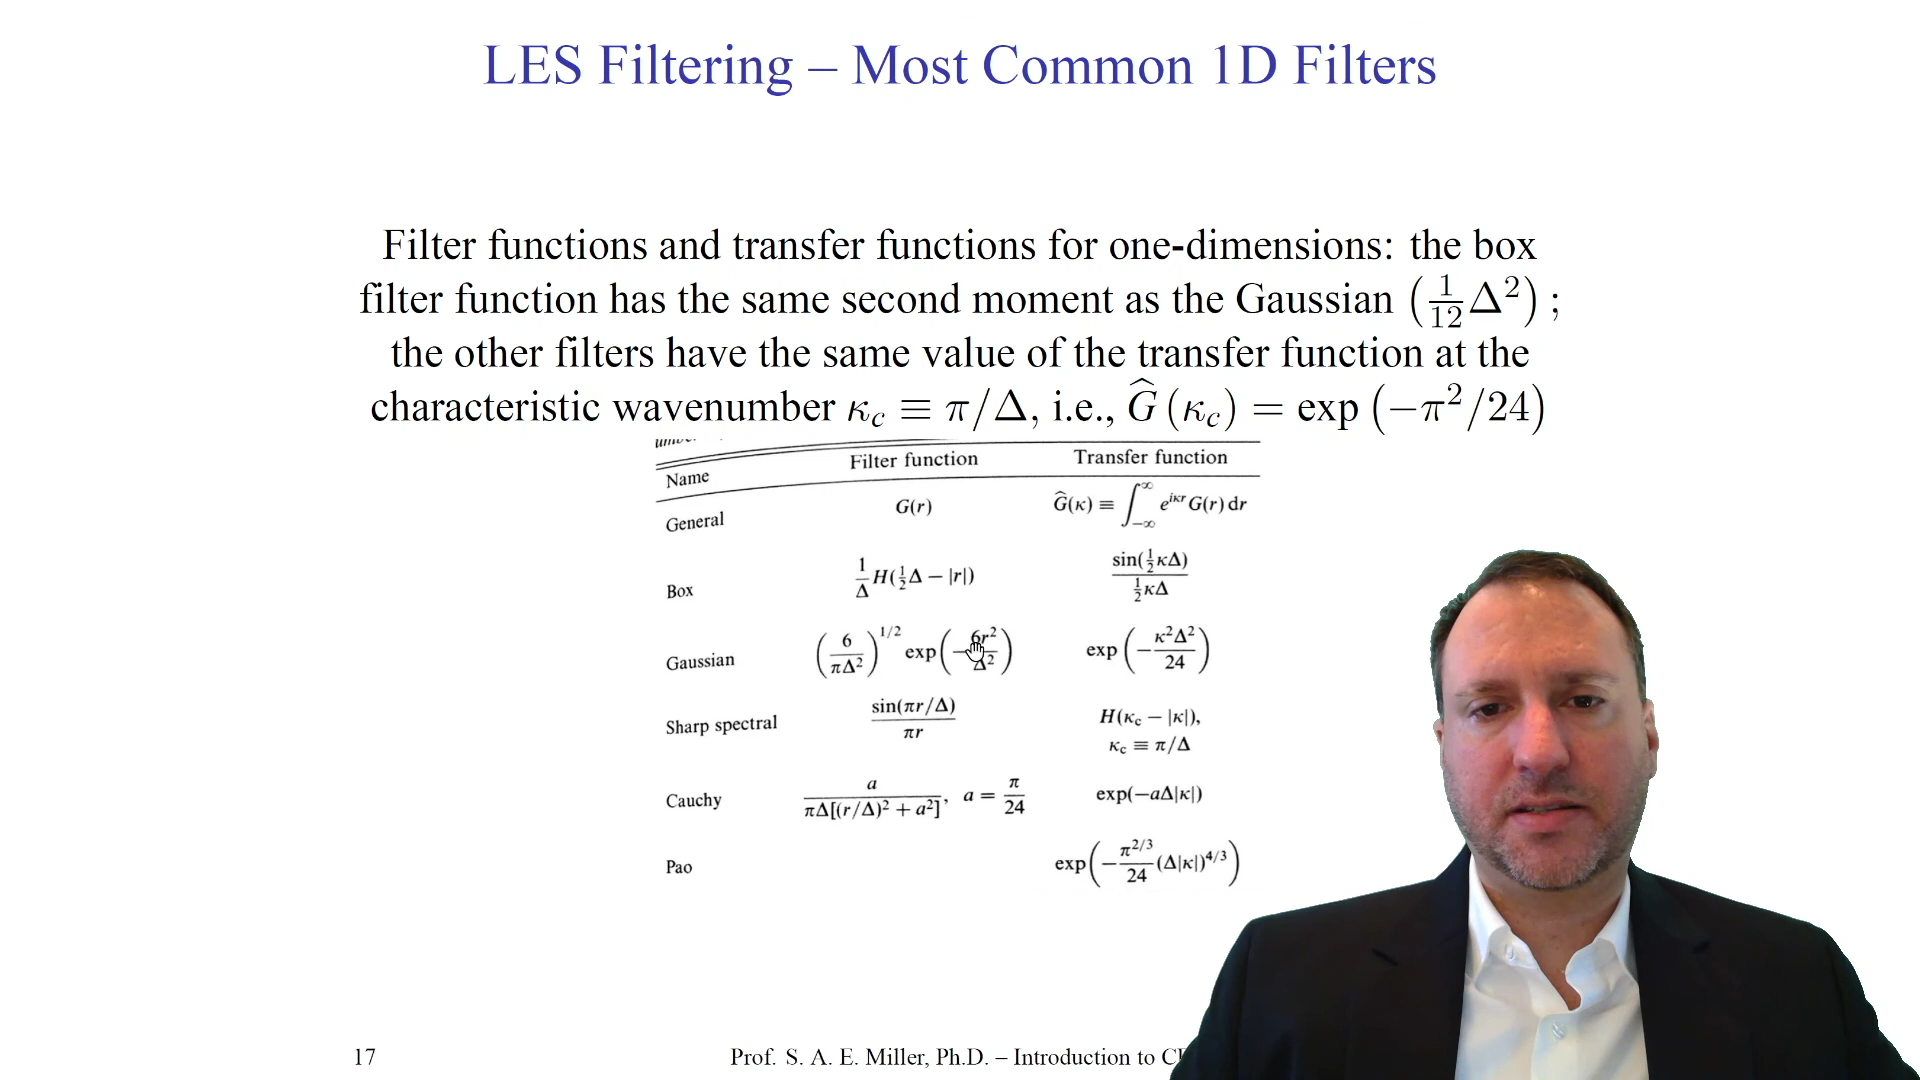 LES Filtering – Most Common 1D Filters
Filter functions and transfer functions for one-dimensions: the box
filter function has the same second moment as the Gaussian (1/12 Δ²) ;
the other filters have the same value of the transfer function at the
characteristic wavenumber κ_c ≡ π/Δ, i.e., Ĝ (κ_c) = exp (−π²/24)
Name Filter function Transfer function
General G(r) Ĝ(κ) ≡ ∫_{−∞}^{∞} e^{iκr} G(r) dr
Box 1/Δ H(½Δ − |r|) sin(½κΔ) / ½κΔ
Gaussian (6/πΔ²)^{1/2} exp(−6r²/Δ²) exp(−κ²Δ²/24)
Sharp spectral sin(πr/Δ) / πr H(κ_c − |κ|),
κ_c ≡ π/Δ
Cauchy a / πΔ[(r/Δ)² + a²], a = π/24 exp(−aΔ|κ|)
Pao exp(−π^{2/3}/24 (Δ|κ|)^{4/3})
17 Prof. S. A. E. Miller, Ph.D. – Introduction to